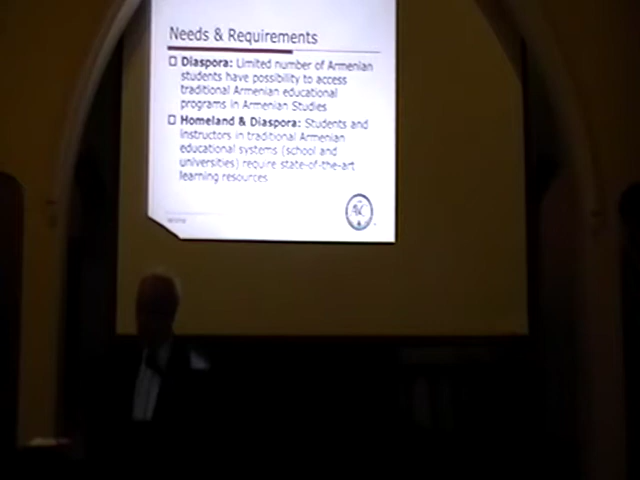 Needs & Requirements
Diaspora: Limited number of Armenian
students have possibility to access
traditional Armenian educational
programs in Armenian Studies
Homeland & Diaspora: Students and
instructors in traditional Armenian
educational systems (school and
universities) require state-of-the-art
learning resources